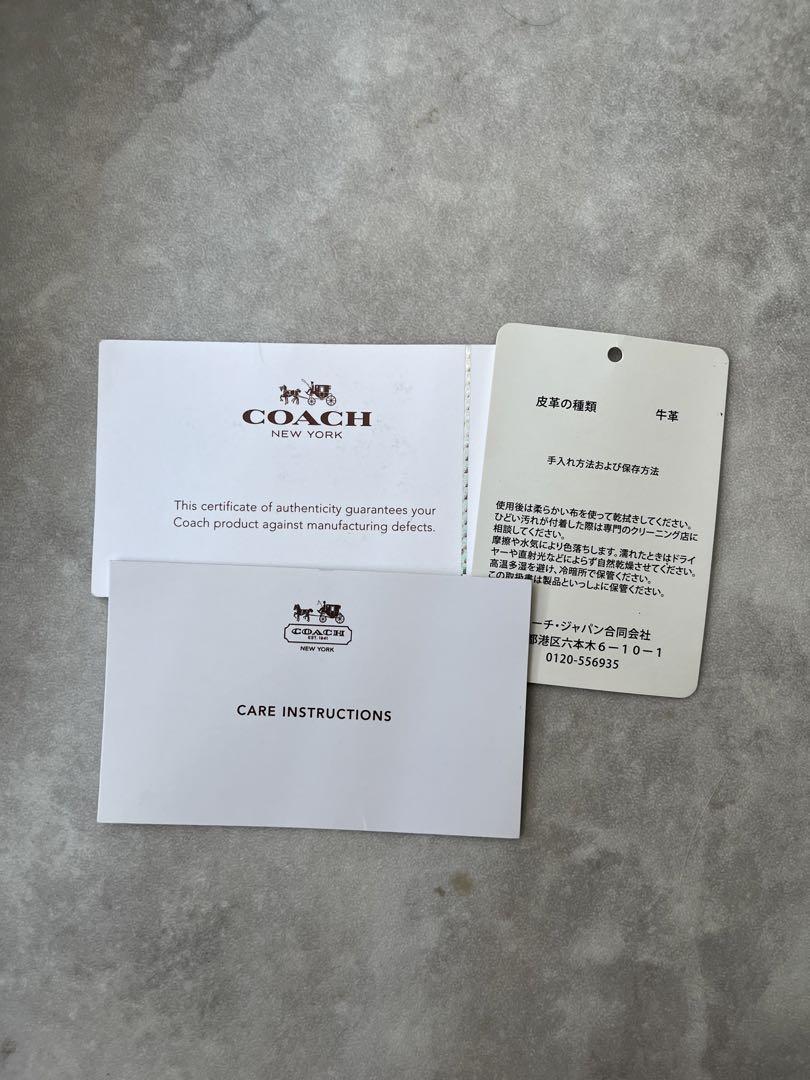 COACH
NEW YORK
This certificate of authenticity guarantees your
Coach product against manufacturing defects.
COACH
EST. 1941
NEW YORK
CARE INSTRUCTIONS
皮革の種類 牛革
手入れ方法および保存方法
使用後は柔らかい布を使って乾拭きしてください。
ひどい汚れが付着した際は専門のクリーニング店に
相談してください。
摩擦や水気により色落ちします。濡れたときはドライ
ヤーや直射光などによらず自然乾燥させてください。
高温多湿を避け、冷暗所で保管ください。
この取扱書は製品といっしょに保管ください。
ーチ・ジャパン合同会社
都港区六本木6-10-1
0120-556935